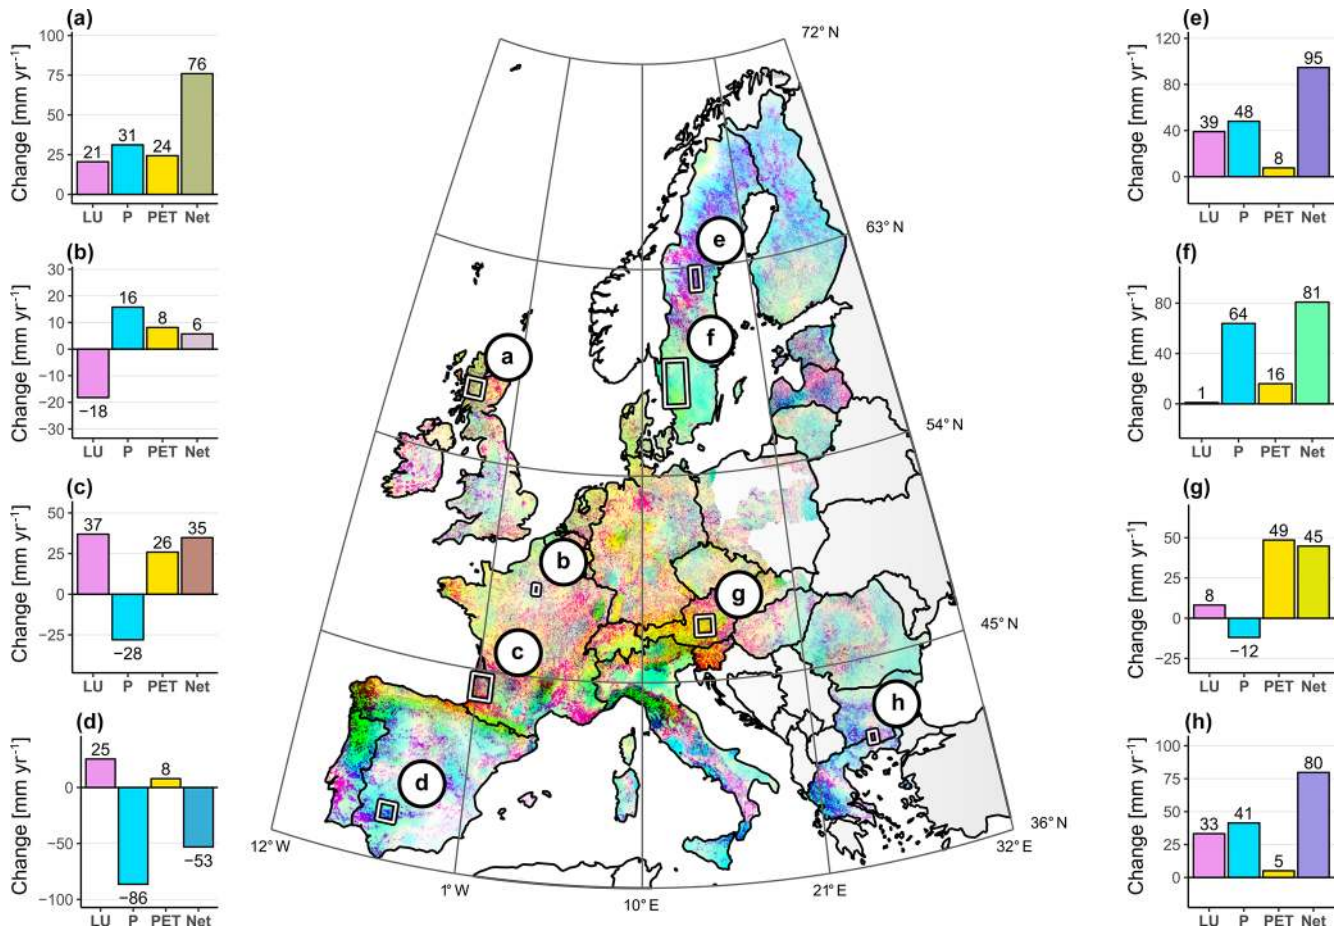 (a)
Change [mm yr⁻¹]
100
75
50
25
0
21
31
24
76
LU P PET Net
(b)
Change [mm yr⁻¹]
30
20
10
0
−10
−20
−30
−18
16
8
6
LU P PET Net
(c)
Change [mm yr⁻¹]
50
25
0
−25
37
−28
26
35
LU P PET Net
(d)
Change [mm yr⁻¹]
0
−50
−100
25
−86
8
−53
LU P PET Net
72° N
63° N
54° N
45° N
36° N
12° W
1° W
10° E
21° E
32° E
a
b
c
d
e
f
g
h
(e)
Change [mm yr⁻¹]
120
80
40
0
39
48
8
95
LU P PET Net
(f)
Change [mm yr⁻¹]
80
40
0
1
64
16
81
LU P PET Net
(g)
Change [mm yr⁻¹]
50
25
0
−25
8
−12
49
45
LU P PET Net
(h)
Change [mm yr⁻¹]
100
75
50
25
0
33
41
5
80
LU P PET Net